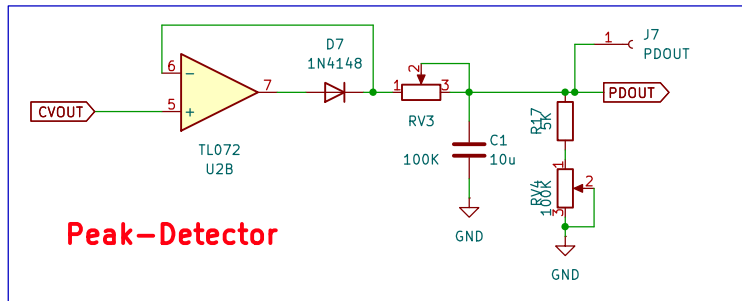 D7
1N4148
J7
PDOUT
1
6
−
7
1
2
3
CVOUT
5
+
PDOUT
TL072
U2B
RV3
100K
C1
10u
R17
5K
1
2
RV4
100K
3
GND
GND
Peak-Detector